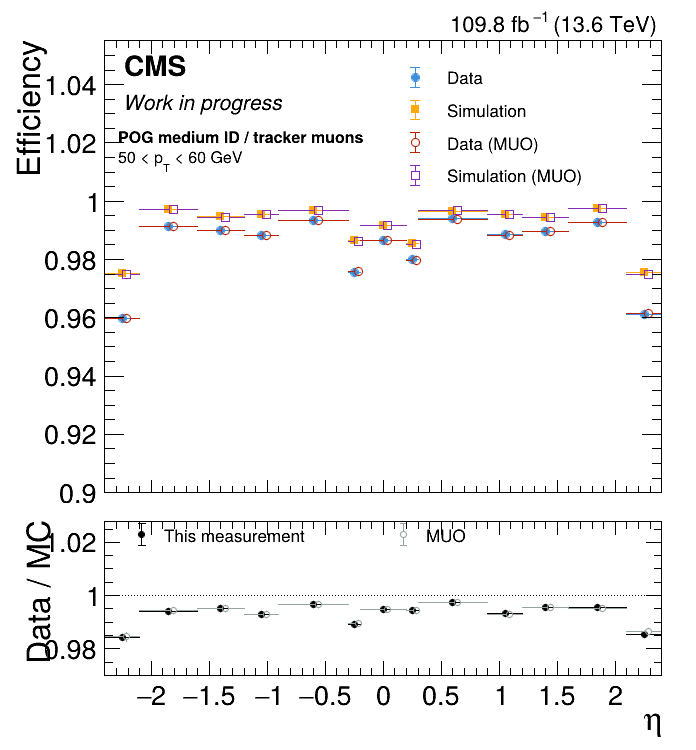 109.8 fb⁻¹ (13.6 TeV)
CMS
Work in progress
POG medium ID / tracker muons
50 < p_T < 60 GeV
Data
Simulation
Data (MUO)
Simulation (MUO)
Efficiency
1.04
1.02
1
0.98
0.96
0.94
0.92
0.9
This measurement
MUO
Data / MC
1.02
1
0.98
−2 −1.5 −1 −0.5 0 0.5 1 1.5 2
η